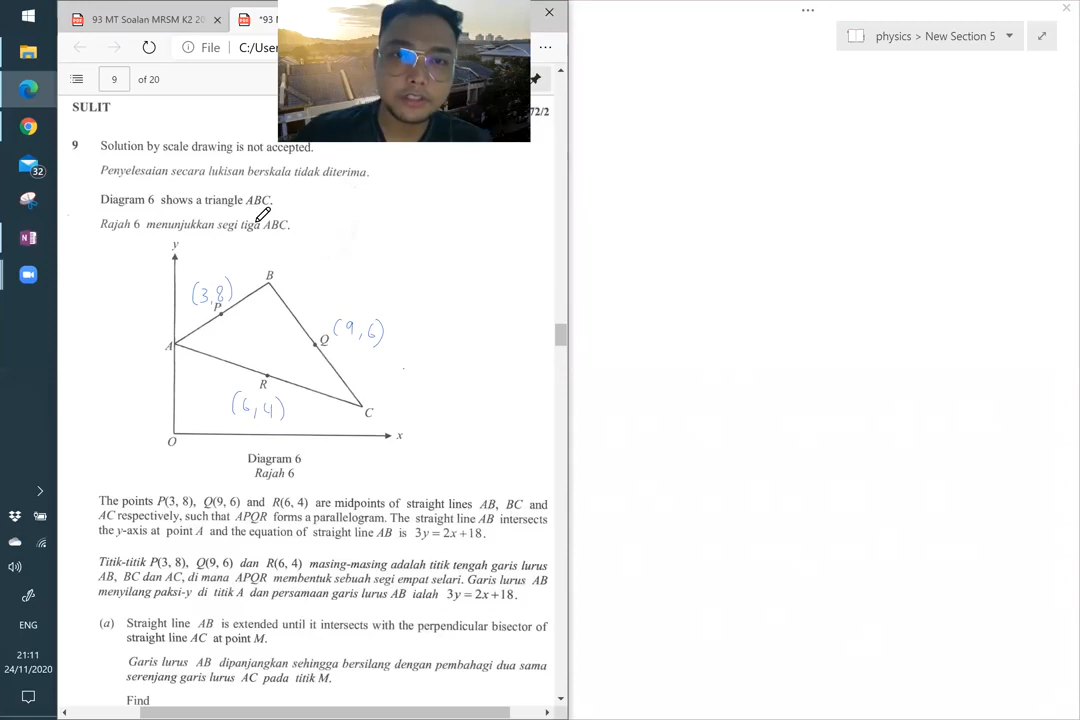 93 MT Soalan MRSM K2 20
*93 M
File
C:/User
physics > New Section 5
9
of 20
SULIT
72/2
9 Solution by scale drawing is not accepted.
Penyelesaian secara lukisan berskala tidak diterima.
Diagram 6 shows a triangle ABC.
Rajah 6 menunjukkan segi tiga ABC.
y
B
(3,8)
P
Q (9,6)
A
R
(6,4)
C
O
x
Diagram 6
Rajah 6
The points P(3, 8), Q(9, 6) and R(6, 4) are midpoints of straight lines AB, BC and
AC respectively, such that APQR forms a parallelogram. The straight line AB intersects
the y-axis at point A and the equation of straight line AB is 3y = 2x + 18.
Titik-titik P(3, 8), Q(9, 6) dan R(6, 4) masing-masing adalah titik tengah garis lurus
AB, BC dan AC, di mana APQR membentuk sebuah segi empat selari. Garis lurus AB
menyilang paksi-y di titik A dan persamaan garis lurus AB ialah 3y = 2x + 18.
(a) Straight line AB is extended until it intersects with the perpendicular bisector of
straight line AC at point M.
Garis lurus AB dipanjangkan sehingga bersilang dengan pembahagi dua sama
serenjang garis lurus AC pada titik M.
Find
32
ENG
21:11
24/11/2020